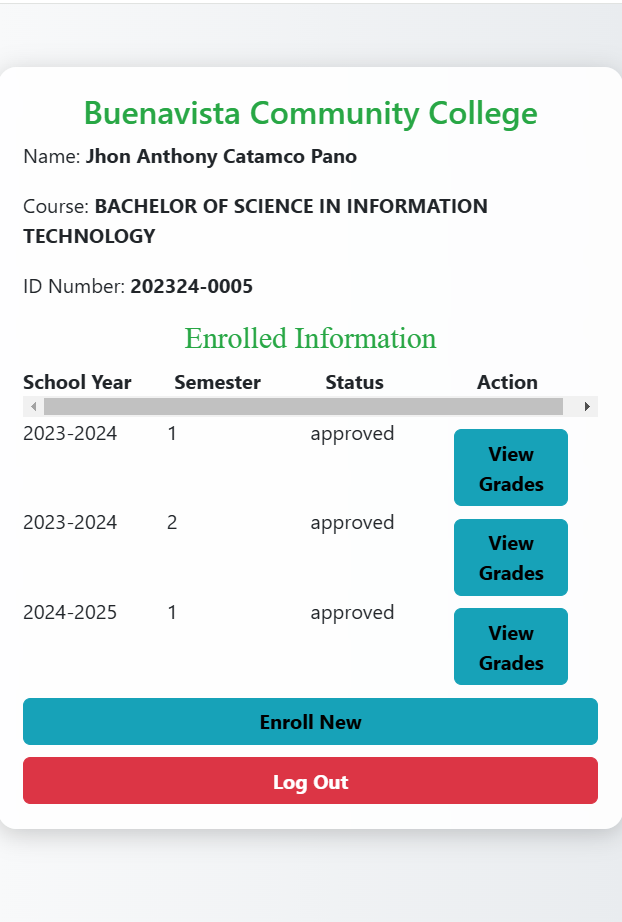 Buenavista Community College
Name: Jhon Anthony Catamco Pano
Course: BACHELOR OF SCIENCE IN INFORMATION
TECHNOLOGY
ID Number: 202324-0005
Enrolled Information
School Year Semester Status Action
2023-2024 1 approved View Grades
2023-2024 2 approved View Grades
2024-2025 1 approved View Grades
Enroll New
Log Out